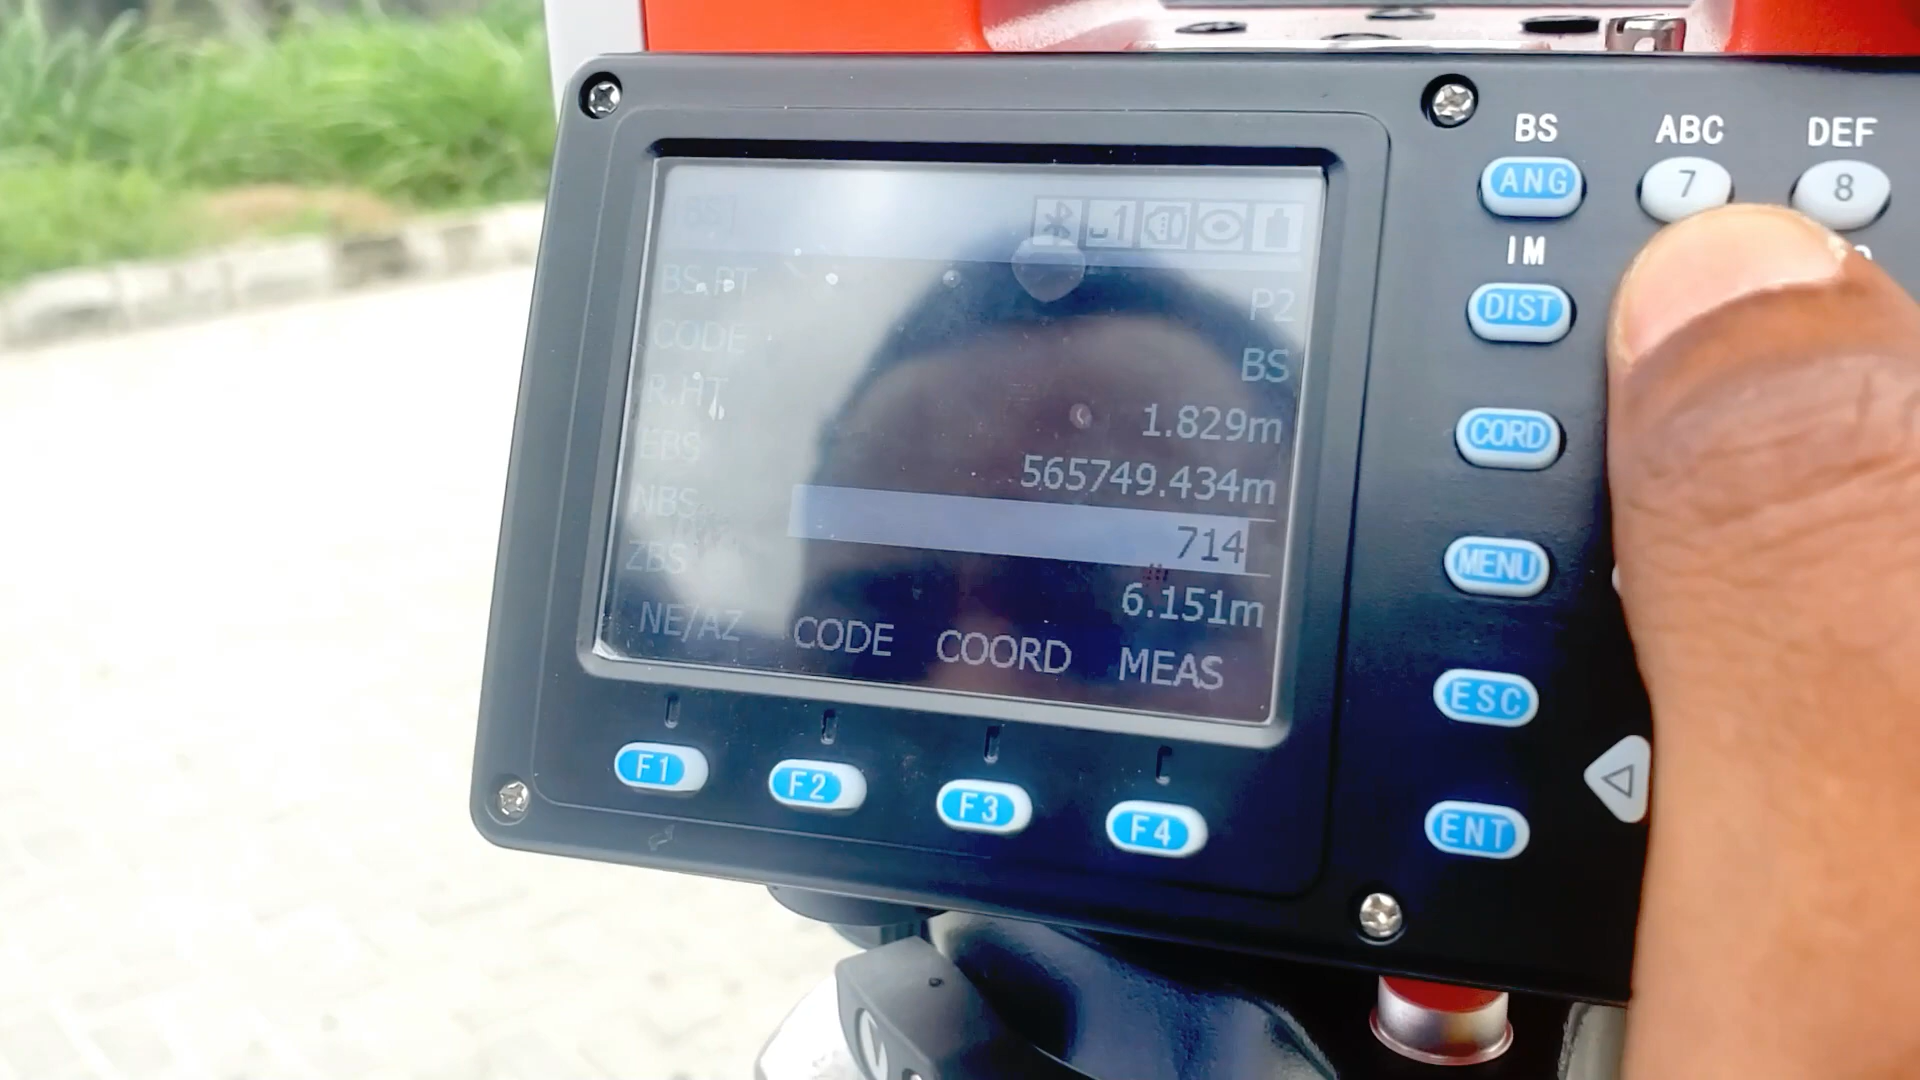 [BS]
BS.PT P2
CODE BS
R.HT 1.829m
EBS 565749.434m
NBS 714
ZBS 6.151m
NE/AZ CODE COORD MEAS
F1 F2 F3 F4
BS ABC DEF
ANG 7 8
IM
DIST
CORD
MENU
ESC
ENT